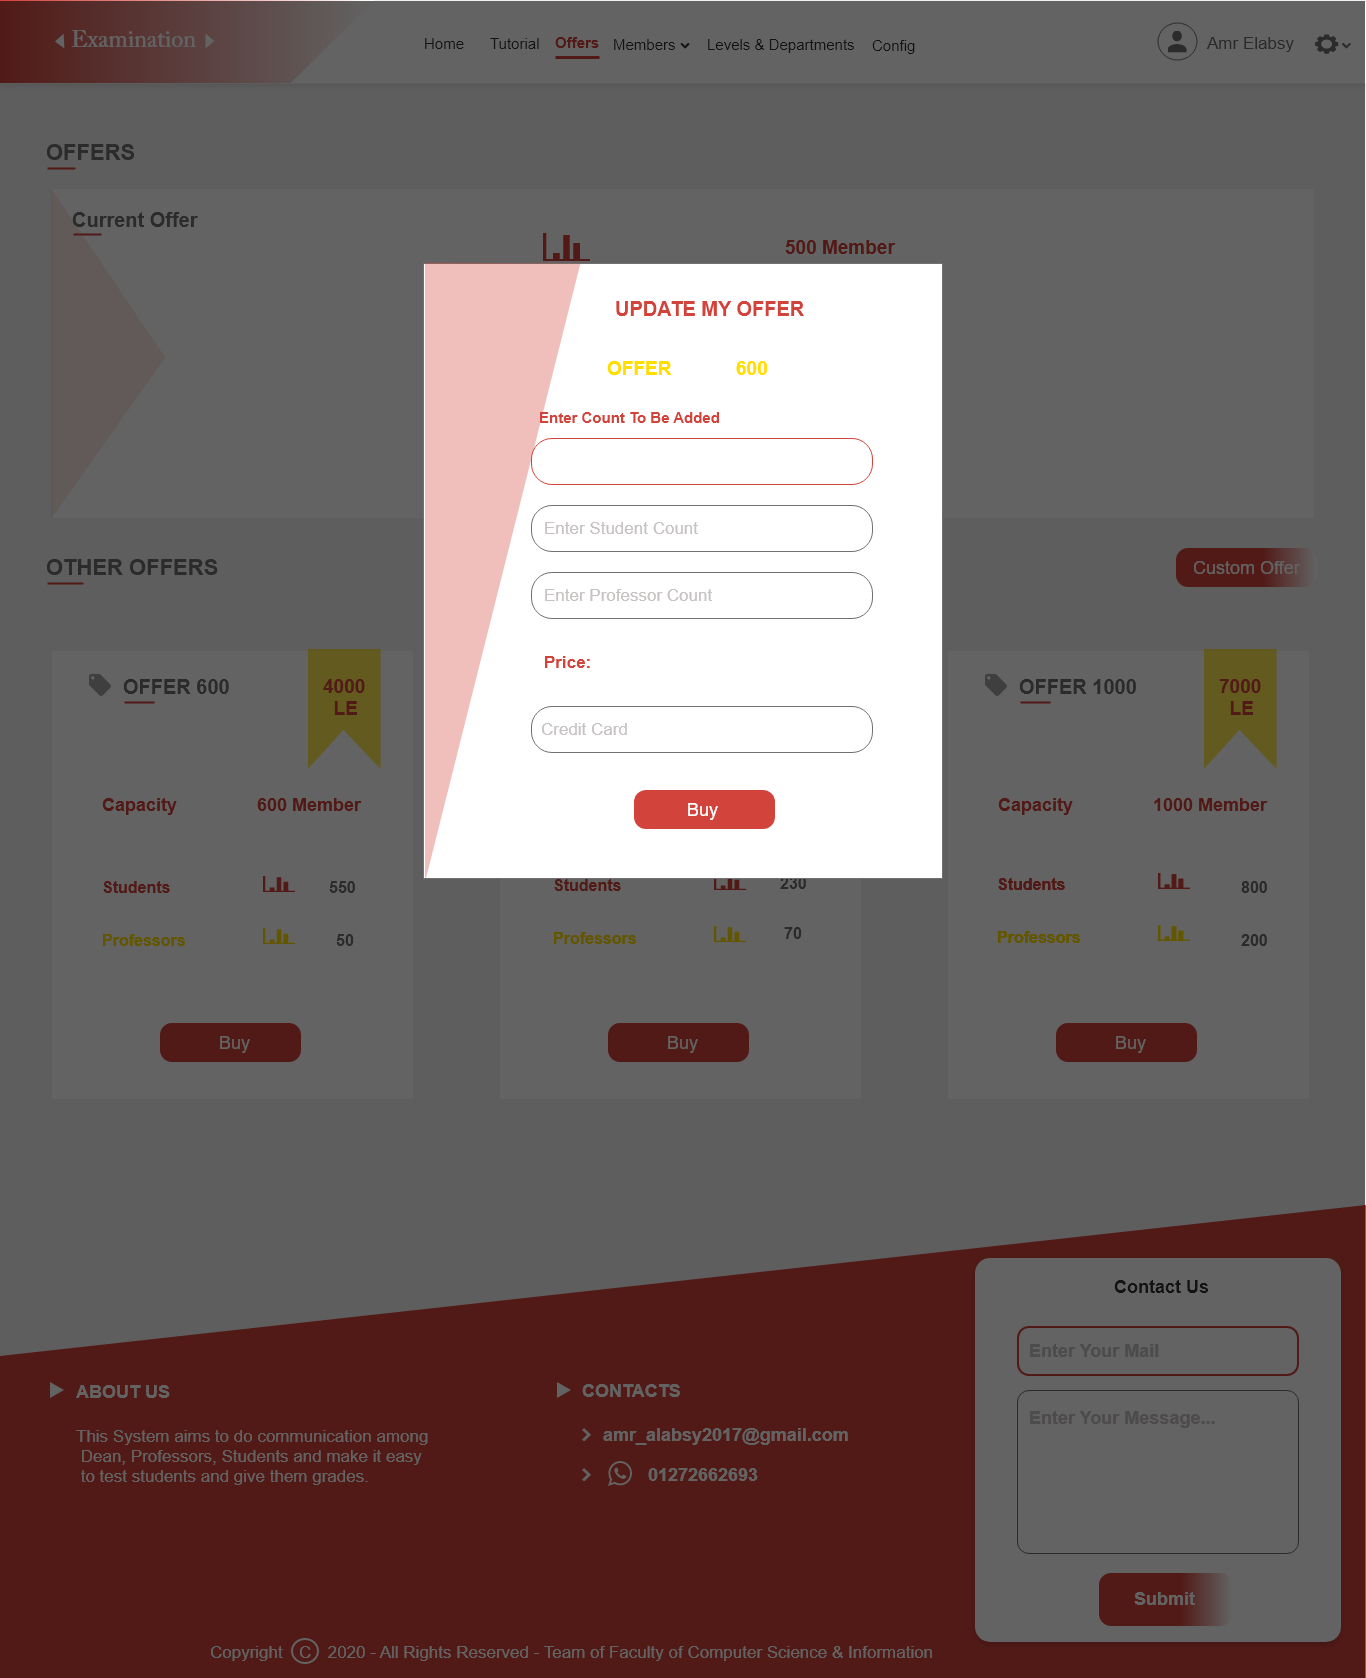 Examination
Home Tutorial Offers Members Levels & Departments Config
Amr Elabsy
OFFERS
Current Offer
500 Member
UPDATE MY OFFER
OFFER 600
Enter Count To Be Added
Enter Student Count
Enter Professor Count
Price:
Credit Card
Buy
OTHER OFFERS
Custom Offer
OFFER 600
4000
LE
Capacity 600 Member
Students 550
Professors 50
Buy
Students 230
Professors 70
Buy
OFFER 1000
7000
LE
Capacity 1000 Member
Students 800
Professors 200
Buy
ABOUT US
This System aims to do communication among
Dean, Professors, Students and make it easy
to test students and give them grades.
CONTACTS
amr_alabsy2017@gmail.com
01272662693
Contact Us
Enter Your Mail
Enter Your Message...
Submit
Copyright © 2020 - All Rights Reserved - Team of Faculty of Computer Science & Information